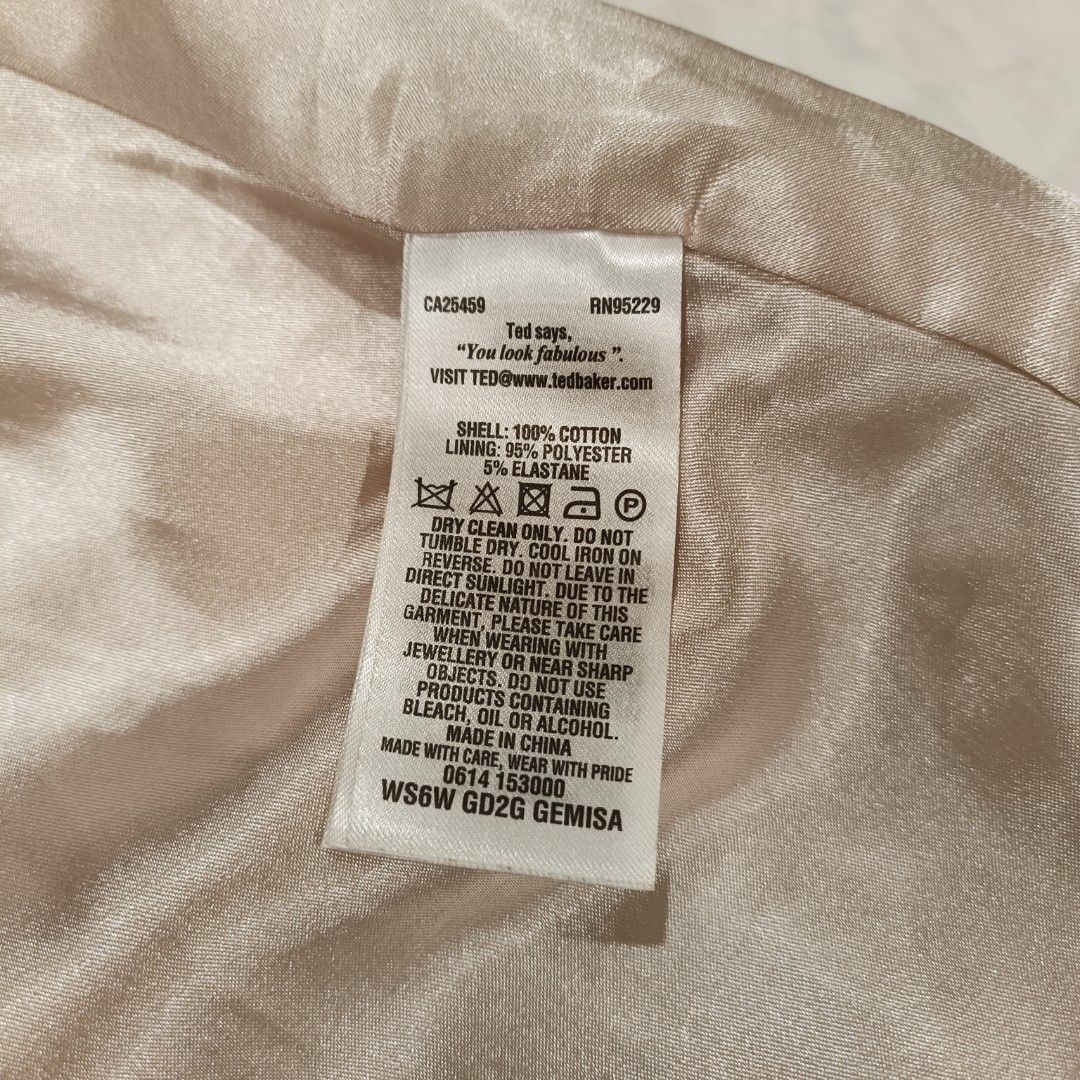 CA25459 RN95229
Ted says,
“You look fabulous ”.
VISIT TED@www.tedbaker.com
SHELL: 100% COTTON
LINING: 95% POLYESTER
5% ELASTANE
P
DRY CLEAN ONLY. DO NOT
TUMBLE DRY. COOL IRON ON
REVERSE. DO NOT LEAVE IN
DIRECT SUNLIGHT. DUE TO THE
DELICATE NATURE OF THIS
GARMENT, PLEASE TAKE CARE
WHEN WEARING WITH
JEWELLERY OR NEAR SHARP
OBJECTS. DO NOT USE
PRODUCTS CONTAINING
BLEACH, OIL OR ALCOHOL.
MADE IN CHINA
MADE WITH CARE, WEAR WITH PRIDE
0614 153000
WS6W GD2G GEMISA